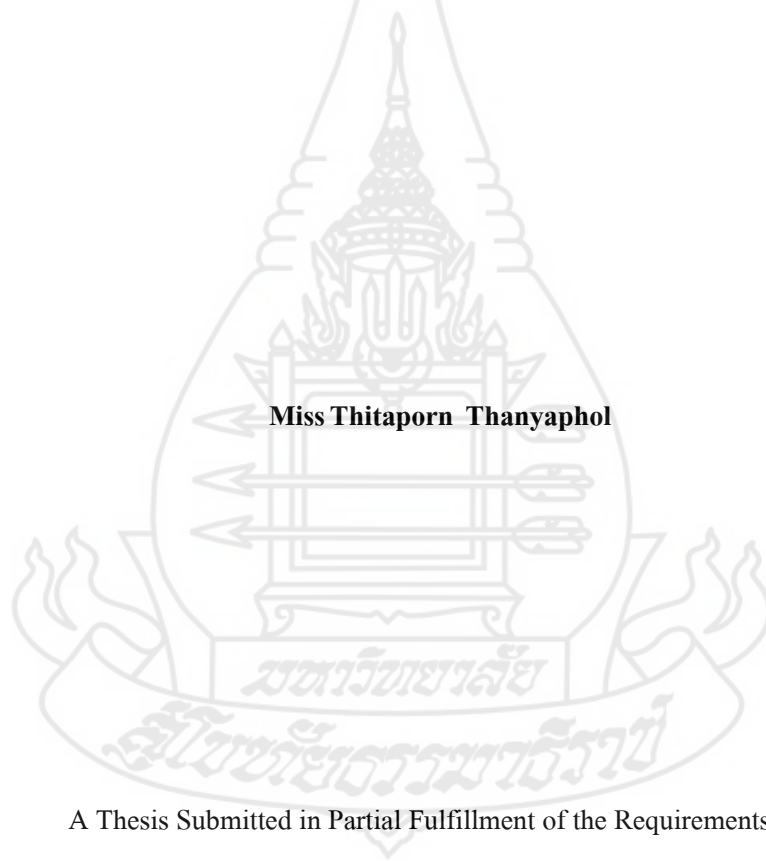 Miss Thitaporn Thanyaphol
มหาวิทยาลัย
สุโขทัยธรรมาธิราช
A Thesis Submitted in Partial Fulfillment of the Requirements